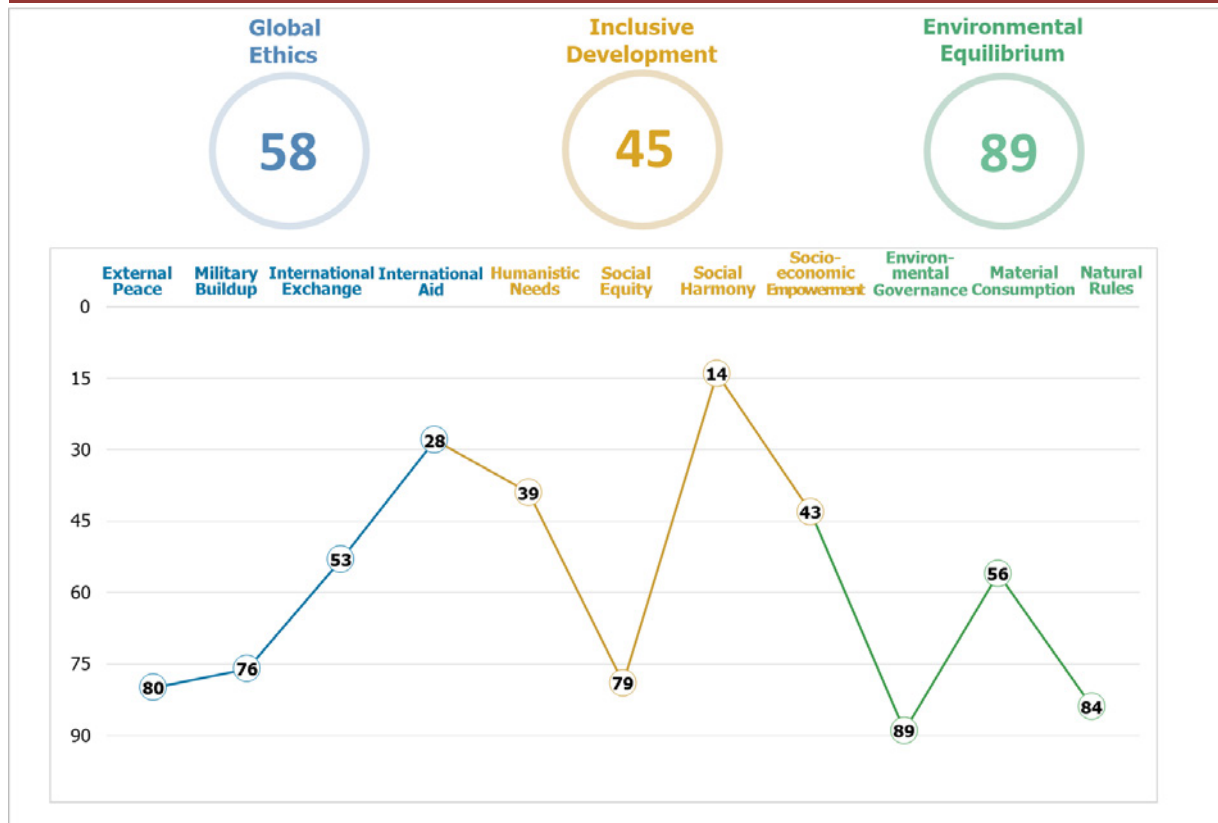 Global
Ethics
58
Inclusive
Development
45
Environmental
Equilibrium
89
External
Peace
Military
Buildup
International
Exchange
International
Aid
Humanistic
Needs
Social
Equity
Social
Harmony
Socio-
economic
Empowerment
Environ-
mental
Governance
Material
Consumption
Natural
Rules
0
15
30
45
60
75
90
80
76
53
28
39
79
14
43
89
56
84